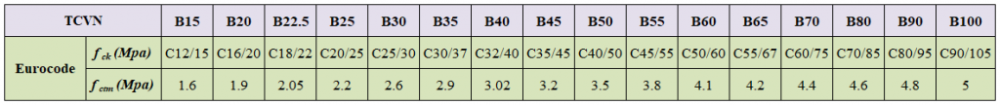 TCVN B15 B20 B22.5 B25 B30 B35 B40 B45 B50 B55 B60 B65 B70 B80 B90 B100
Eurocode
fck (Mpa) C12/15 C16/20 C18/22 C20/25 C25/30 C30/37 C32/40 C35/45 C40/50 C45/55 C50/60 C55/67 C60/75 C70/85 C80/95 C90/105
fctm (Mpa) 1.6 1.9 2.05 2.2 2.6 2.9 3.02 3.2 3.5 3.8 4.1 4.2 4.4 4.6 4.8 5